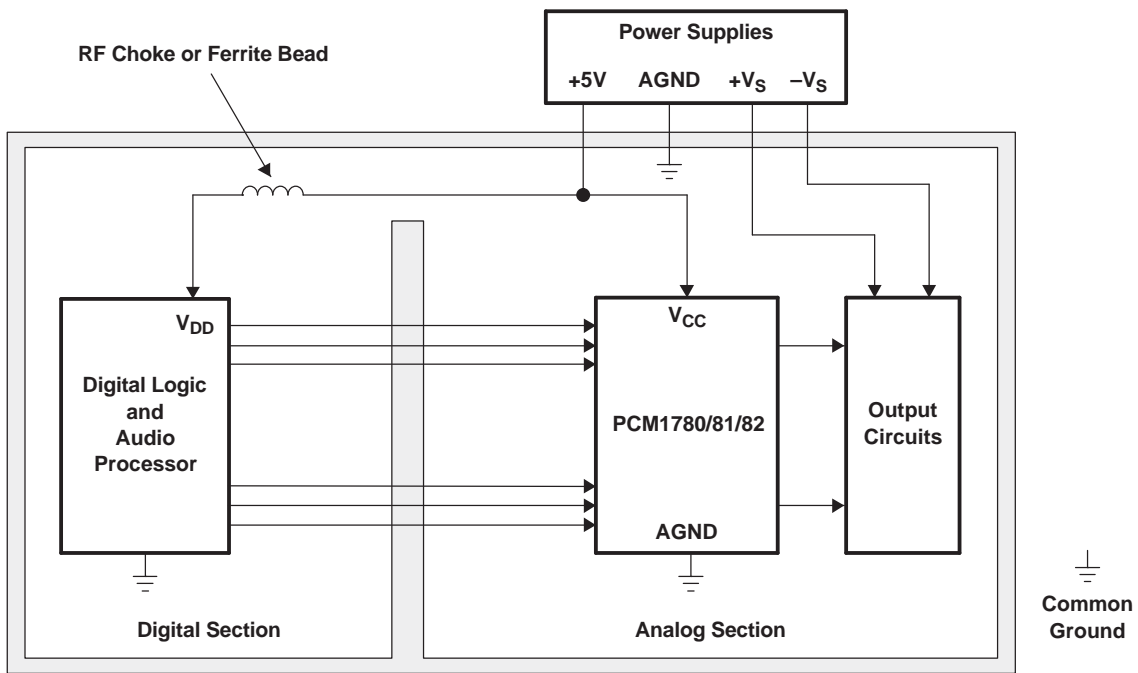 Power Supplies
RF Choke or Ferrite Bead
+5V AGND +VS –VS
VDD
VCC
Digital Logic
and
Audio
Processor
PCM1780/81/82
Output
Circuits
AGND
Digital Section
Analog Section
Common
Ground